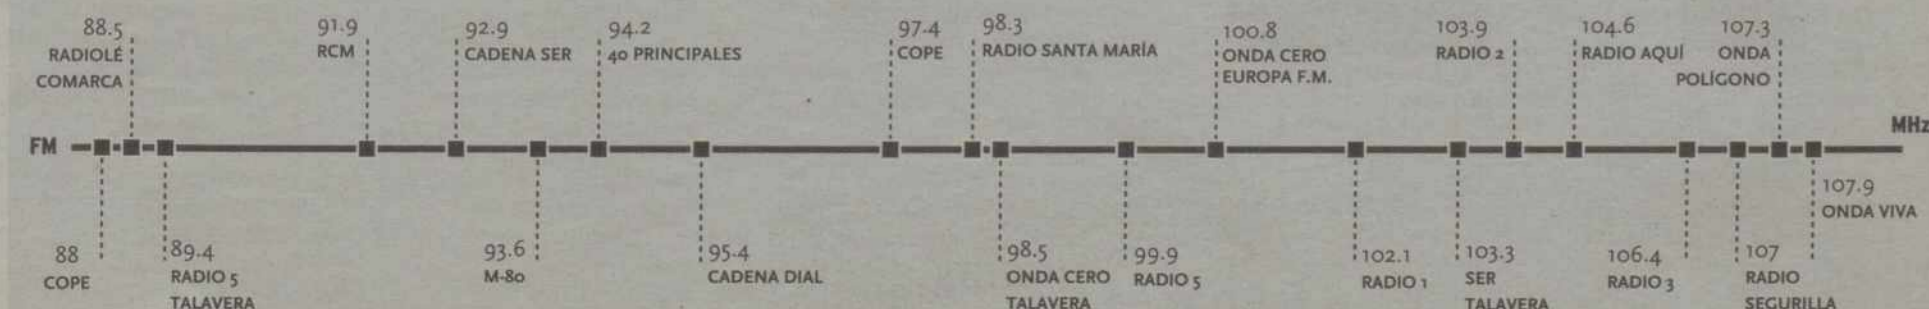 88.5
RADIOLÉ
COMARCA
91.9
RCM
92.9
CADENA SER
94.2
40 PRINCIPALES
97.4
COPE
98.3
RADIO SANTA MARÍA
100.8
ONDA CERO
EUROPA F.M.
103.9
RADIO 2
104.6
RADIO AQUÍ
107.3
ONDA
POLÍGONO
FM
MHz
88
COPE
89.4
RADIO 5
TALAVERA
93.6
M-80
95.4
CADENA DIAL
98.5
ONDA CERO
TALAVERA
99.9
RADIO 5
102.1
RADIO 1
103.3
SER
TALAVERA
106.4
RADIO 3
107
RADIO
SEGURILLA
107.9
ONDA VIVA